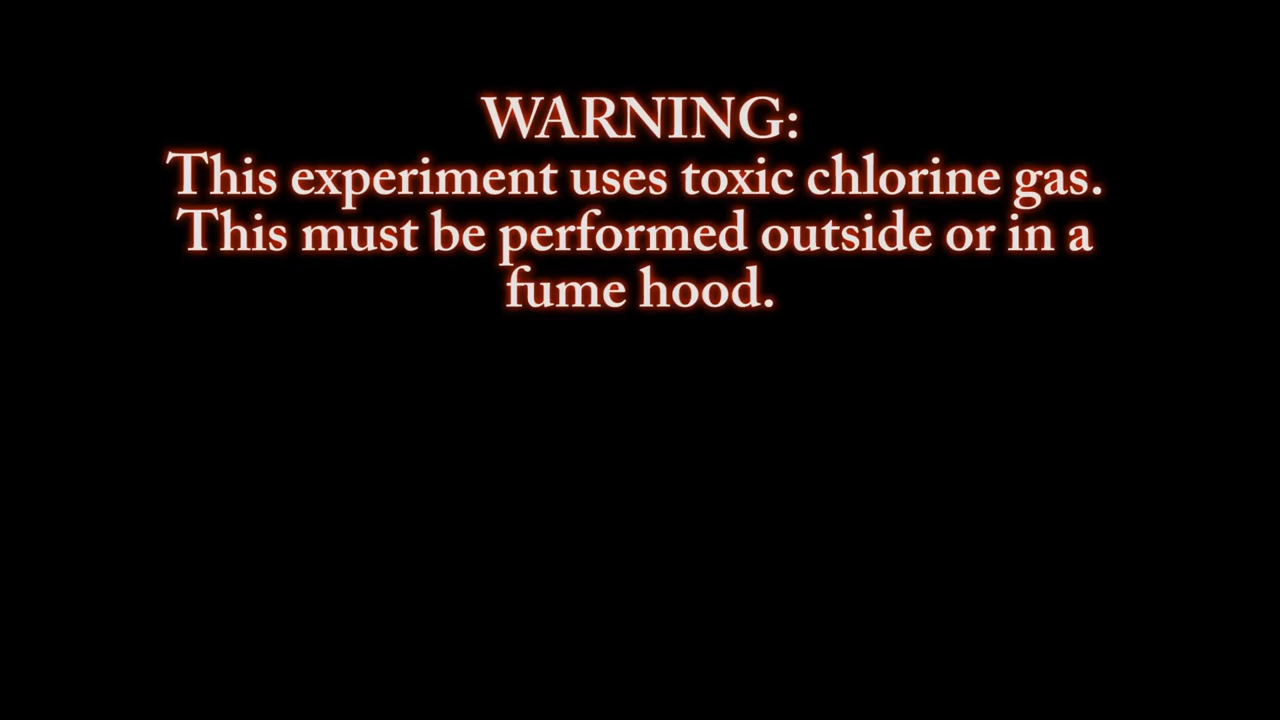 WARNING:
This experiment uses toxic chlorine gas.
This must be performed outside or in a
fume hood.